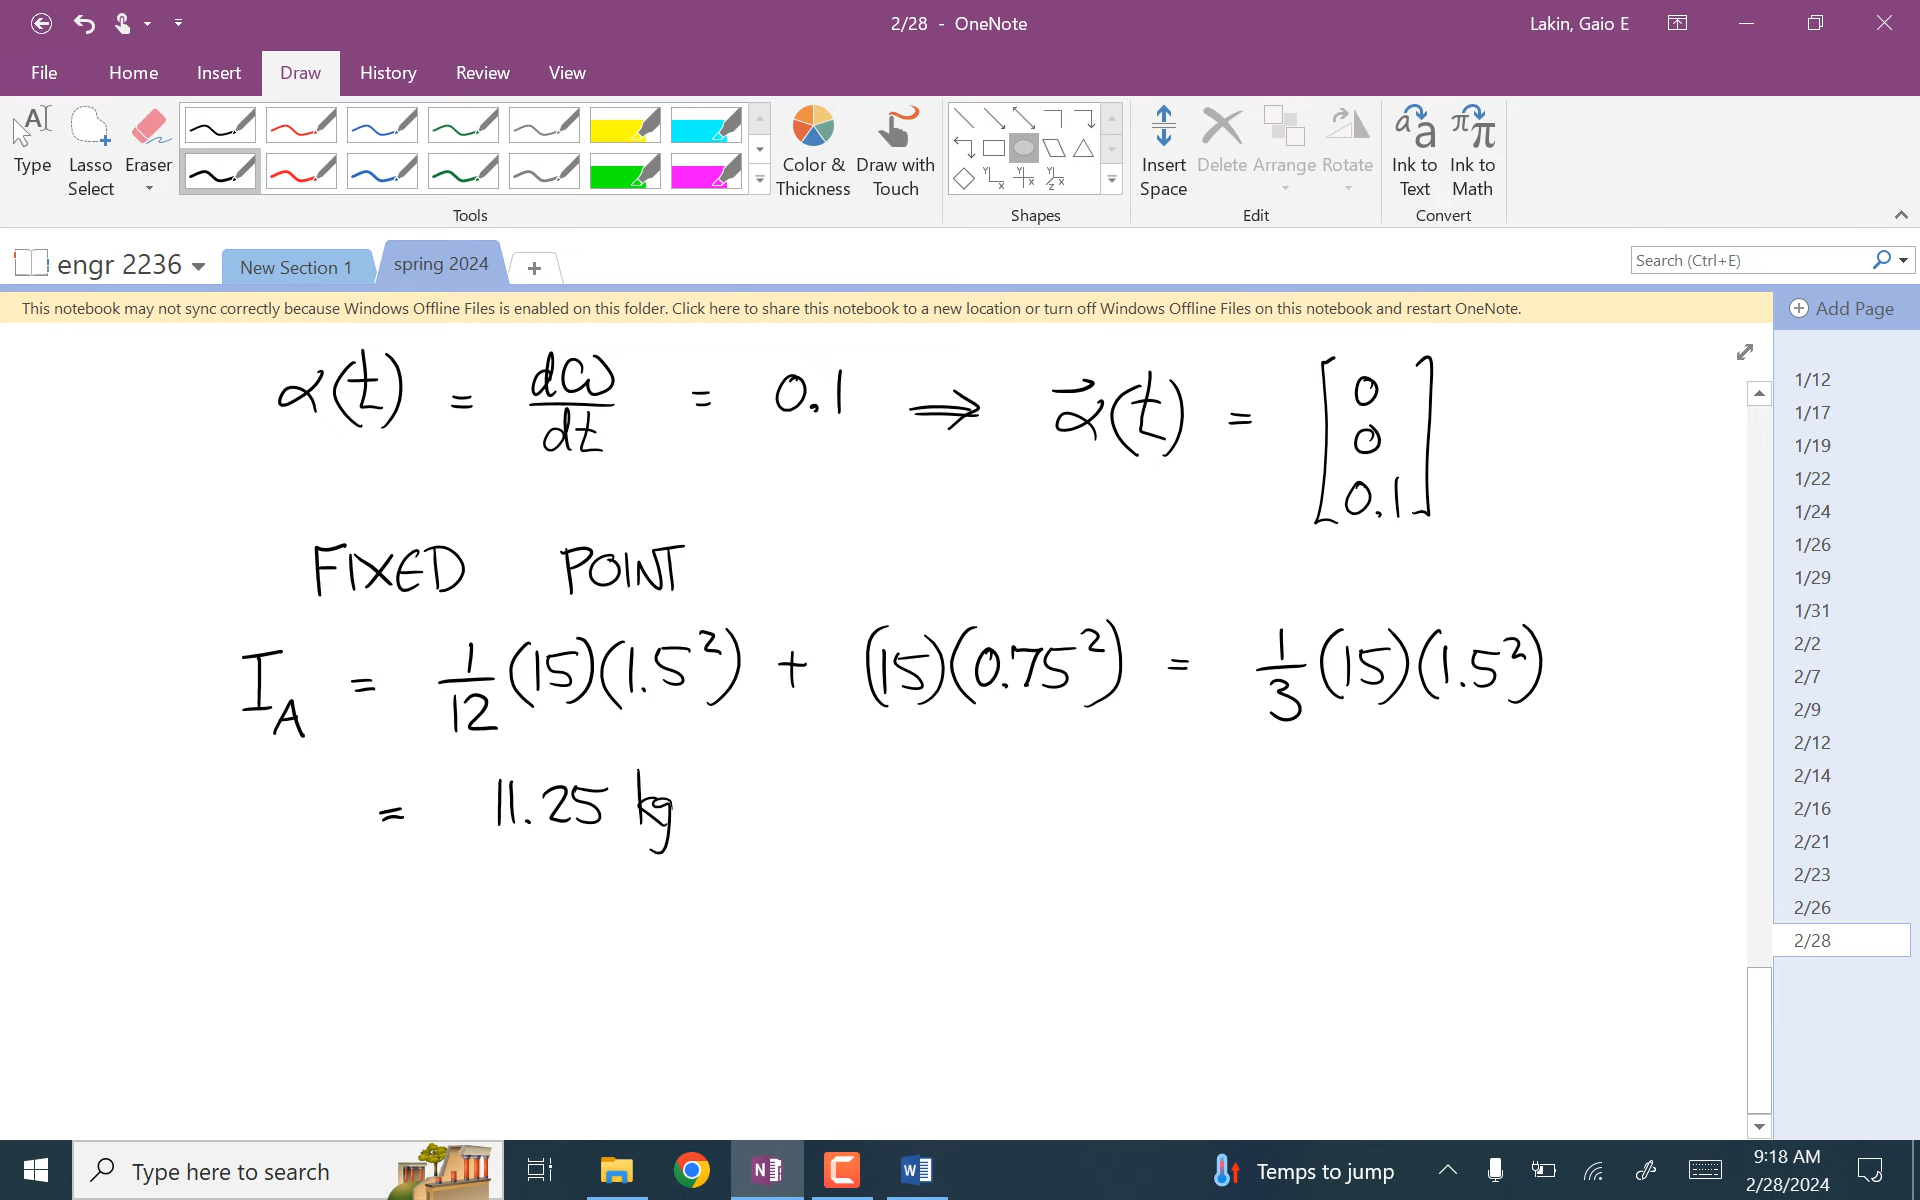 2/28 - OneNote
Lakin, Gaio E
File Home Insert Draw History Review View
Type
Lasso Select
Eraser
Color & Thickness
Draw with Touch
Insert Space
Delete
Arrange
Rotate
Ink to Text
Ink to Math
Tools
Shapes
Edit
Convert
engr 2236
New Section 1
spring 2024
Search (Ctrl+E)
This notebook may not sync correctly because Windows Offline Files is enabled on this folder. Click here to share this notebook to a new location or turn off Windows Offline Files on this notebook and restart OneNote.
Add Page
α(t) = dω/dt = 0.1 ⟹ α⃗(t) = [0 0 0.1]
FIXED POINT
I_A = 1/12 (15)(1.5²) + (15)(0.75²) = 1/3 (15)(1.5²)
= 11.25 kg
1/12
1/17
1/19
1/22
1/24
1/26
1/29
1/31
2/2
2/7
2/9
2/12
2/14
2/16
2/21
2/23
2/26
2/28
Type here to search
Temps to jump
9:18 AM
2/28/2024